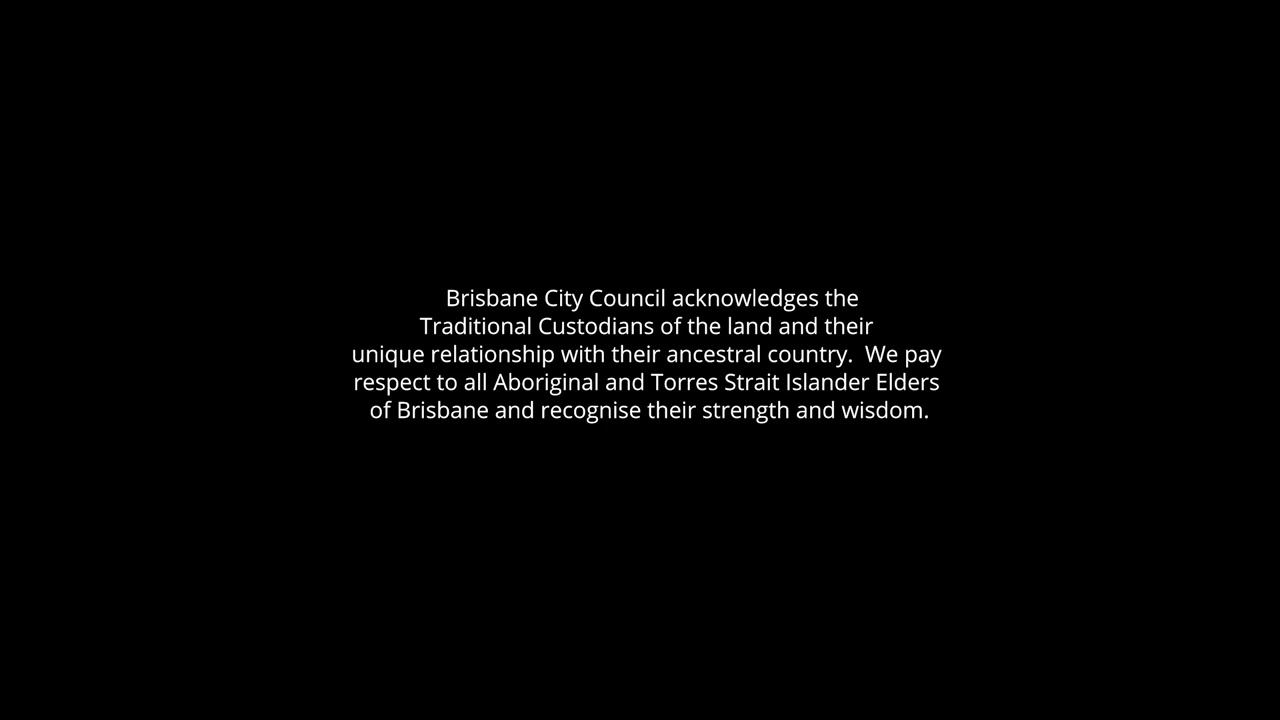 Brisbane City Council acknowledges the
Traditional Custodians of the land and their
unique relationship with their ancestral country.  We pay
respect to all Aboriginal and Torres Strait Islander Elders
of Brisbane and recognise their strength and wisdom.